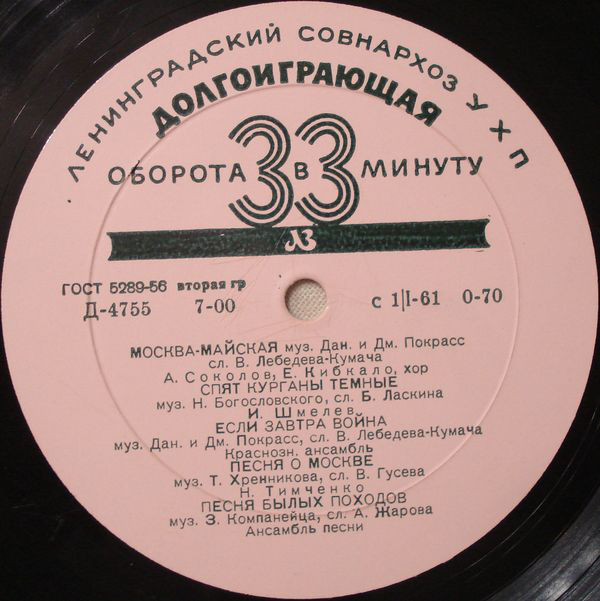 ЛЕНИНГРАДСКИЙ СОВНАРХОЗ УХП
ДОЛГОИГРАЮЩАЯ
ОБОРОТА 33 В МИНУТУ
ЛЗ
ГОСТ 5289-56 вторая гр
Д-4755 7-00 с 1|I-61 0-70
МОСКВА-МАЙСКАЯ муз. Дан. и Дм. Покрасс
сл. В. Лебедева-Кумача
А. Соколов, Е. Кибкало, хор
СПЯТ КУРГАНЫ ТЕМНЫЕ
муз. Н. Богословского, сл. Б. Ласкина
И. Шмелев
ЕСЛИ ЗАВТРА ВОЙНА
муз. Дан. и Дм. Покрасс, сл. В. Лебедева-Кумача
Краснозн. ансамбль
ПЕСНЯ О МОСКВЕ
муз. Т. Хренникова, сл. В. Гусева
Н. Тимченко
ПЕСНЯ БЫЛЫХ ПОХОДОВ
муз. З. Компанейца, сл. А. Жарова
Ансамбль песни